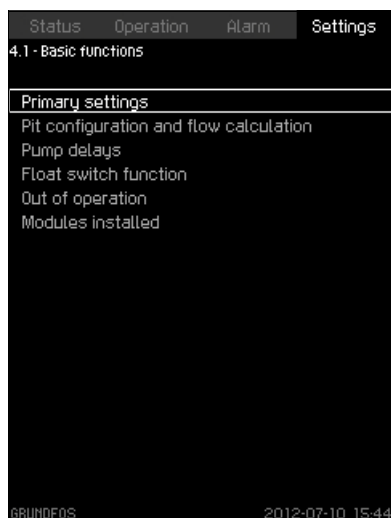 Status Operation Alarm Settings
4.1 - Basic functions
Primary settings
Pit configuration and flow calculation
Pump delays
Float switch function
Out of operation
Modules installed
GRUNDFOS 2012-07-10 15:44